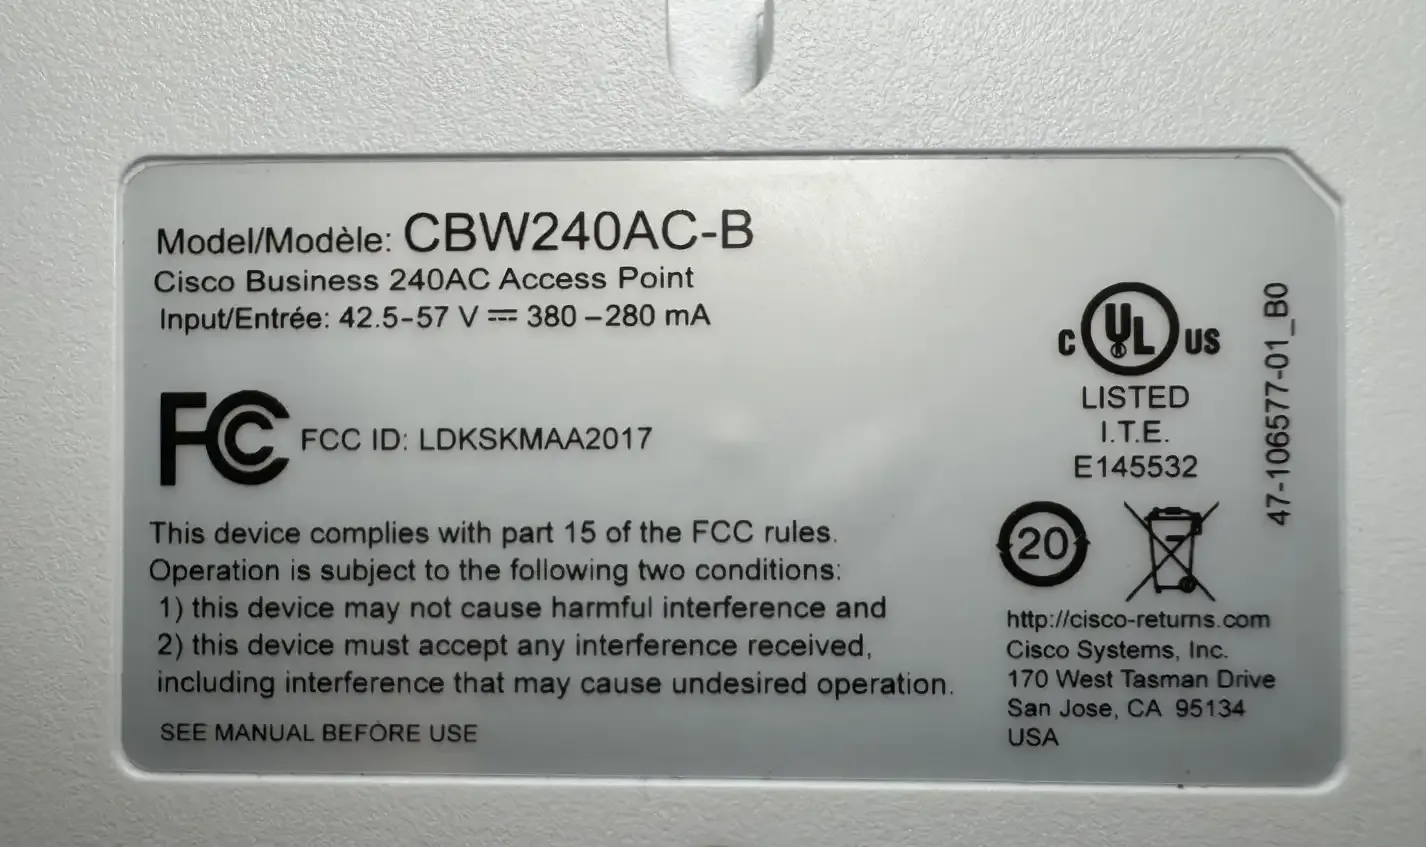 Model/Modèle: CBW240AC-B
Cisco Business 240AC Access Point
Input/Entrée: 42.5-57 V ⎓ 380 –280 mA
FC FCC ID: LDKSKMAA2017
This device complies with part 15 of the FCC rules.
Operation is subject to the following two conditions:
1) this device may not cause harmful interference and
2) this device must accept any interference received,
including interference that may cause undesired operation.
SEE MANUAL BEFORE USE
C UL US
LISTED
I.T.E.
E145532
20
http://cisco-returns.com
Cisco Systems, Inc.
170 West Tasman Drive
San Jose, CA 95134
USA
47-106577-01_B0